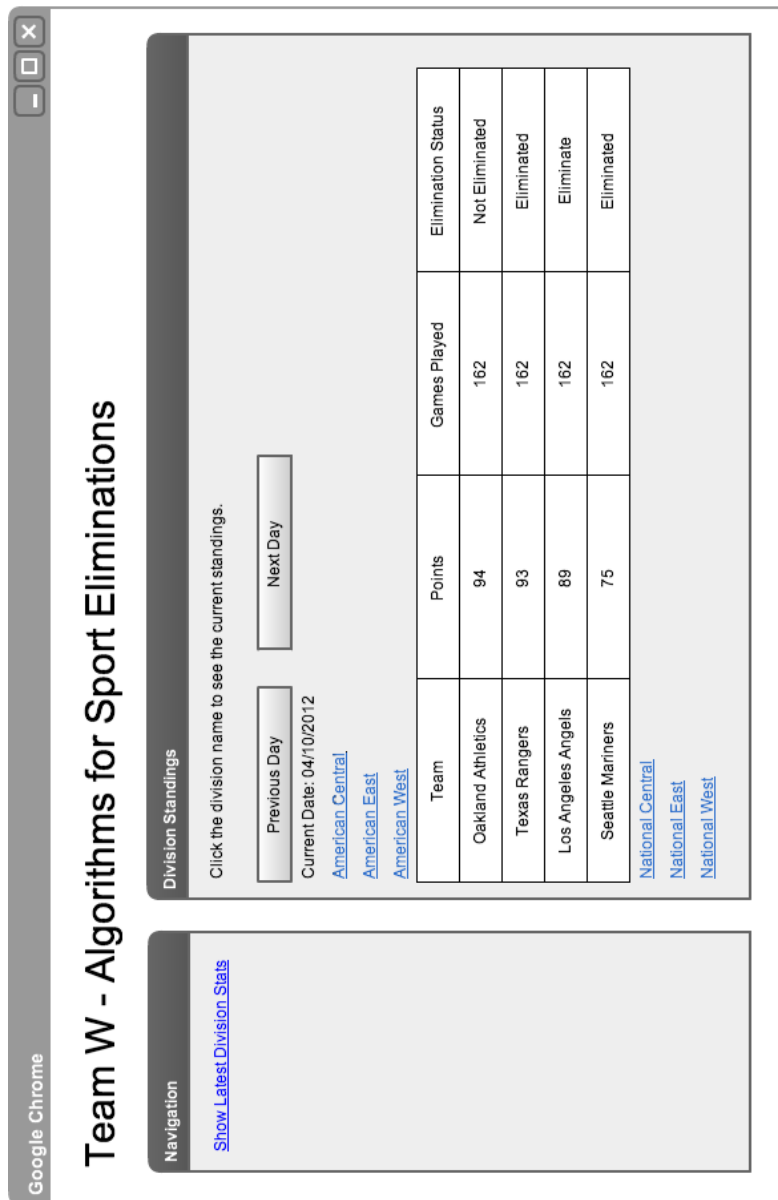 Google Chrome
Team W - Algorithms for Sport Eliminations
Navigation
Show Latest Division Stats
Division Standings
Click the division name to see the current standings.
Previous Day Next Day
Current Date: 04/10/2012
American Central
American East
American West
Team Points Games Played Elimination Status
Oakland Athletics 94 162 Not Eliminated
Texas Rangers 93 162 Eliminated
Los Angeles Angels 89 162 Eliminate
Seattle Mariners 75 162 Eliminated
National Central
National East
National West